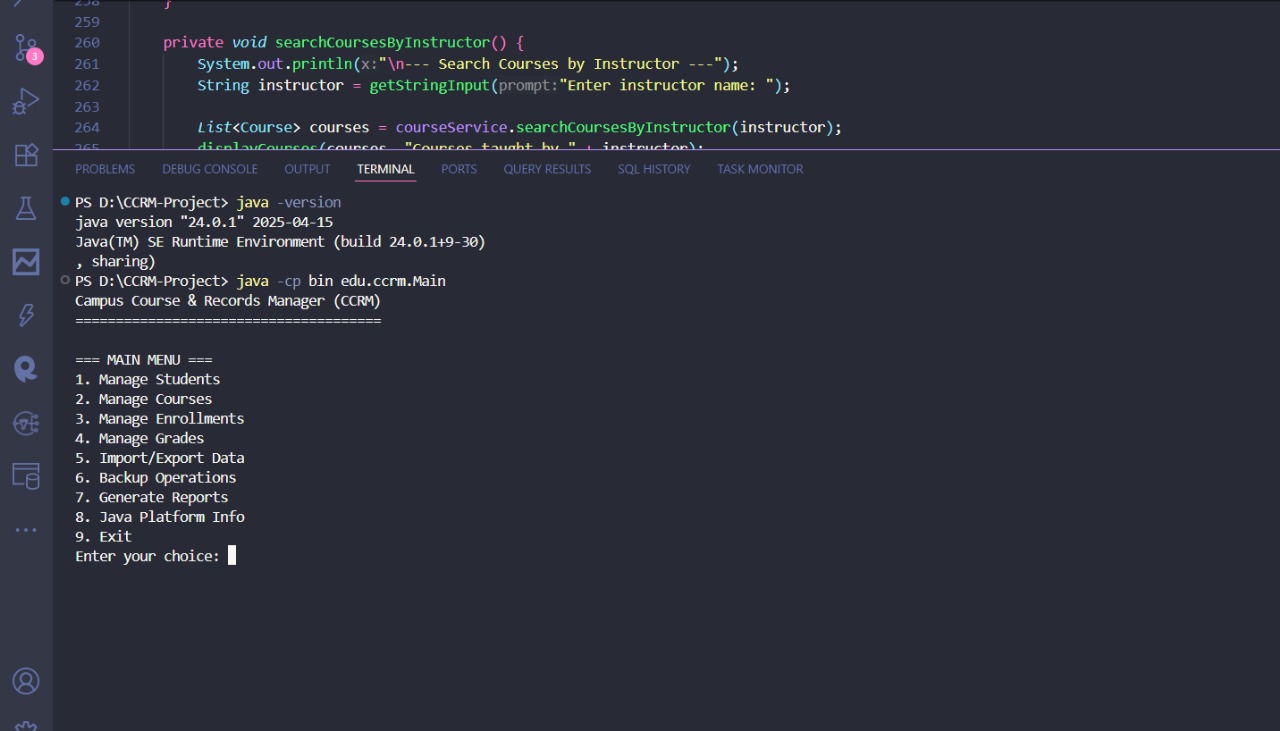 258 }
259
260 private void searchCoursesByInstructor() {
261 System.out.println(x:"\n--- Search Courses by Instructor ---");
262 String instructor = getStringInput(prompt:"Enter instructor name: ");
263
264 List<Course> courses = courseService.searchCoursesByInstructor(instructor);
265 displayCourses(courses, "Courses taught by " + instructor);
3
PROBLEMS DEBUG CONSOLE OUTPUT TERMINAL PORTS QUERY RESULTS SQL HISTORY TASK MONITOR
PS D:\CCRM-Project> java -version
java version "24.0.1" 2025-04-15
Java(TM) SE Runtime Environment (build 24.0.1+9-30)
, sharing)
PS D:\CCRM-Project> java -cp bin edu.ccrm.Main
Campus Course & Records Manager (CCRM)
======================================
=== MAIN MENU ===
1. Manage Students
2. Manage Courses
3. Manage Enrollments
4. Manage Grades
5. Import/Export Data
6. Backup Operations
7. Generate Reports
8. Java Platform Info
9. Exit
Enter your choice: